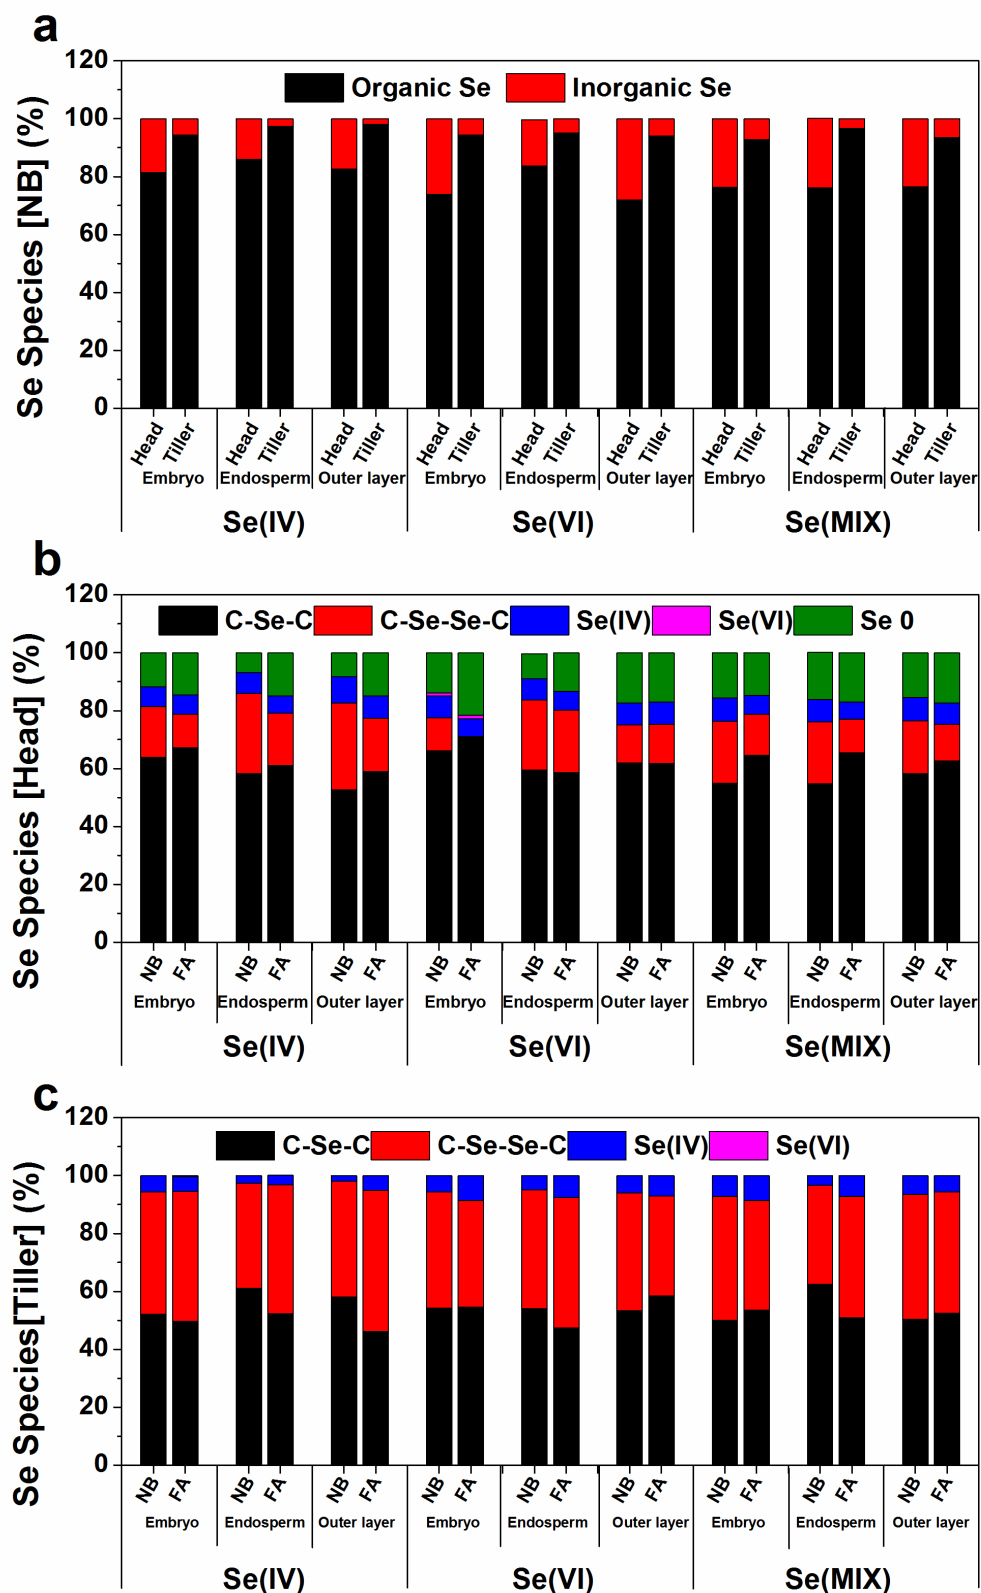 a
Se Species [NB] (%)
120
100
80
60
40
20
0
Organic Se Inorganic Se
Head Tiller Head Tiller Head Tiller Head Tiller Head Tiller Head Tiller Head Tiller Head Tiller Head Tiller
Embryo Endosperm Outer layer Embryo Endosperm Outer layer Embryo Endosperm Outer layer
Se(IV) Se(VI) Se(MIX)
b
Se Species [Head] (%)
120
100
80
60
40
20
0
C-Se-C C-Se-Se-C Se(IV) Se(VI) Se 0
NB FA NB FA NB FA NB FA NB FA NB FA NB FA NB FA NB FA
Embryo Endosperm Outer layer Embryo Endosperm Outer layer Embryo Endosperm Outer layer
Se(IV) Se(VI) Se(MIX)
c
Se Species[Tiller] (%)
120
100
80
60
40
20
0
C-Se-C C-Se-Se-C Se(IV) Se(VI)
NB FA NB FA NB FA NB FA NB FA NB FA NB FA NB FA NB FA
Embryo Endosperm Outer layer Embryo Endosperm Outer layer Embryo Endosperm Outer layer
Se(IV) Se(VI) Se(MIX)